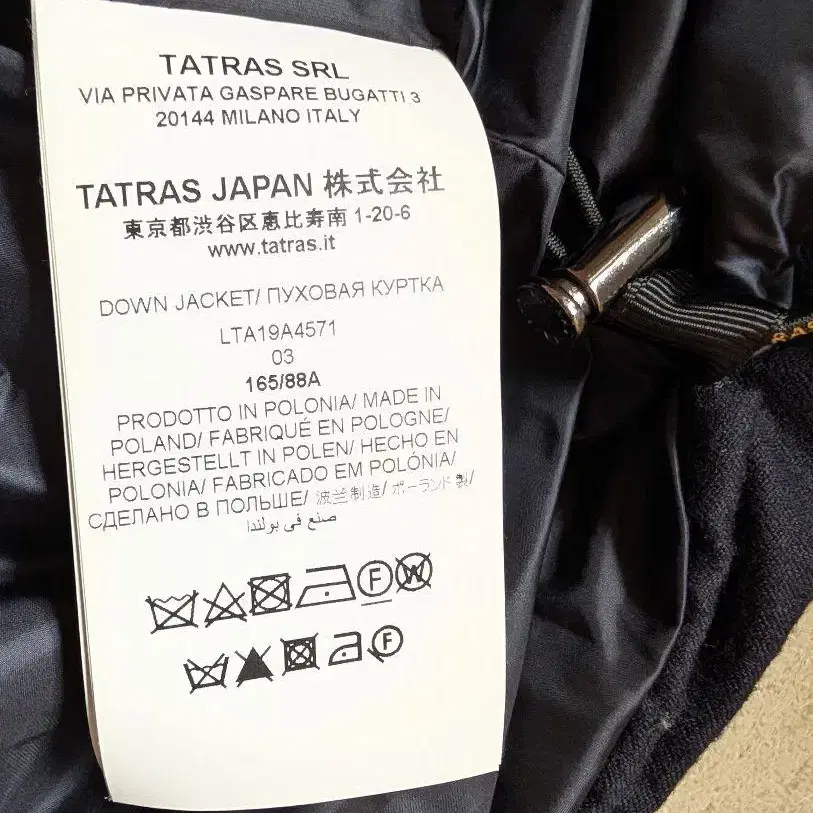 TATRAS SRL
VIA PRIVATA GASPARE BUGATTI 3
20144 MILANO ITALY
TATRAS JAPAN 株式会社
東京都渋谷区恵比寿南 1-20-6
www.tatras.it
DOWN JACKET/ ПУХОВАЯ КУРТКА
LTA19A4571
03
165/88A
PRODOTTO IN POLONIA/ MADE IN
POLAND/ FABRIQUÉ EN POLOGNE/
HERGESTELLT IN POLEN/ HECHO EN
POLONIA/ FABRICADO EM POLÓNIA/
СДЕЛАНО В ПОЛЬШЕ/ 波兰制造/ ポーランド 製/
صنع في بولندا
F W
F